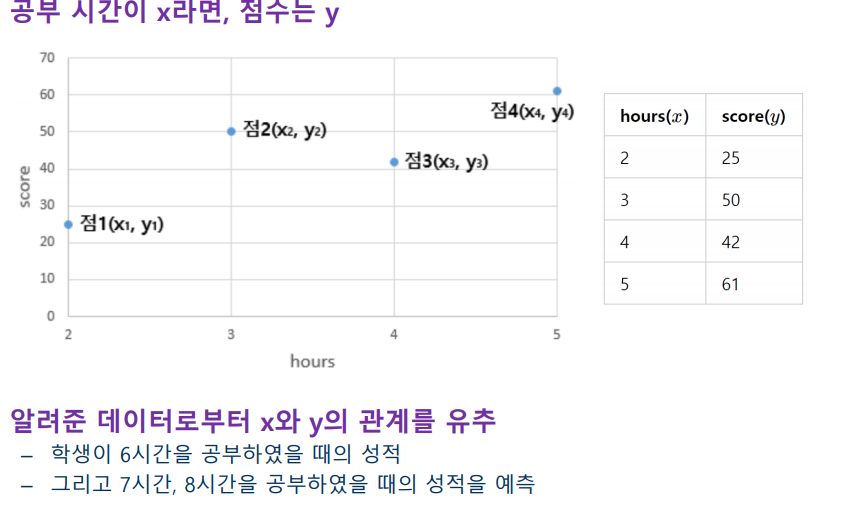 공부 시간이 x라면, 점수는 y
70
60
50
40
30
20
10
0
score
점1(x₁, y₁)
점2(x₂, y₂)
점3(x₃, y₃)
점4(x₄, y₄)
2 3 4 5
hours
hours(x) score(y)
2 25
3 50
4 42
5 61
알려준 데이터로부터 x와 y의 관계를 유추
– 학생이 6시간을 공부하였을 때의 성적
– 그리고 7시간, 8시간을 공부하였을 때의 성적을 예측